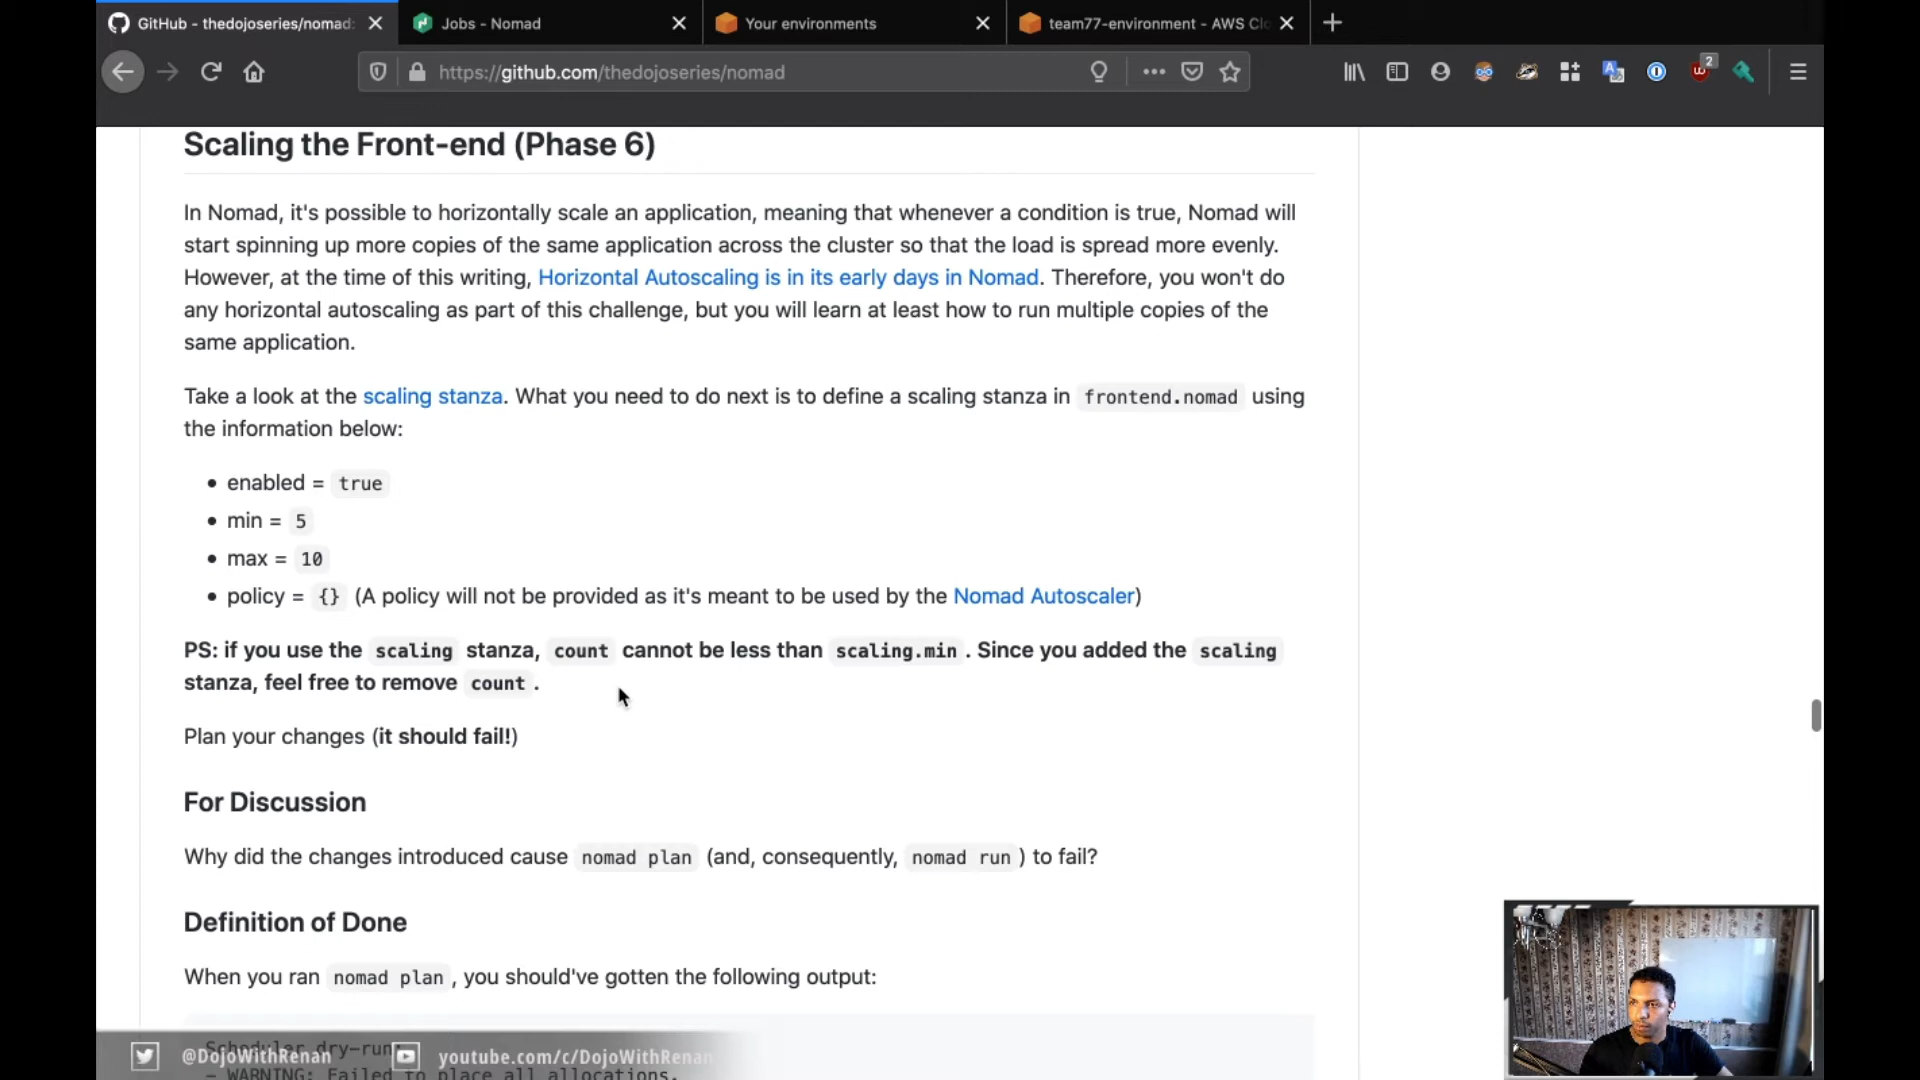 GitHub - thedojoseries/nomad:
Jobs - Nomad
Your environments
team77-environment - AWS Clo
https://github.com/thedojoseries/nomad
2
Scaling the Front-end (Phase 6)
In Nomad, it's possible to horizontally scale an application, meaning that whenever a condition is true, Nomad will
start spinning up more copies of the same application across the cluster so that the load is spread more evenly.
However, at the time of this writing, Horizontal Autoscaling is in its early days in Nomad. Therefore, you won't do
any horizontal autoscaling as part of this challenge, but you will learn at least how to run multiple copies of the
same application.
Take a look at the scaling stanza. What you need to do next is to define a scaling stanza in frontend.nomad using
the information below:
• enabled = true
• min = 5
• max = 10
• policy = {} (A policy will not be provided as it's meant to be used by the Nomad Autoscaler)
PS: if you use the scaling stanza, count cannot be less than scaling.min . Since you added the scaling
stanza, feel free to remove count .
Plan your changes (it should fail!)
For Discussion
Why did the changes introduced cause nomad plan (and, consequently, nomad run ) to fail?
Definition of Done
When you ran nomad plan , you should've gotten the following output:
Scheduler dry-run:
@DojoWithRenan
youtube.com/c/DojoWithRenan
- WARNING: Failed to place all allocations.